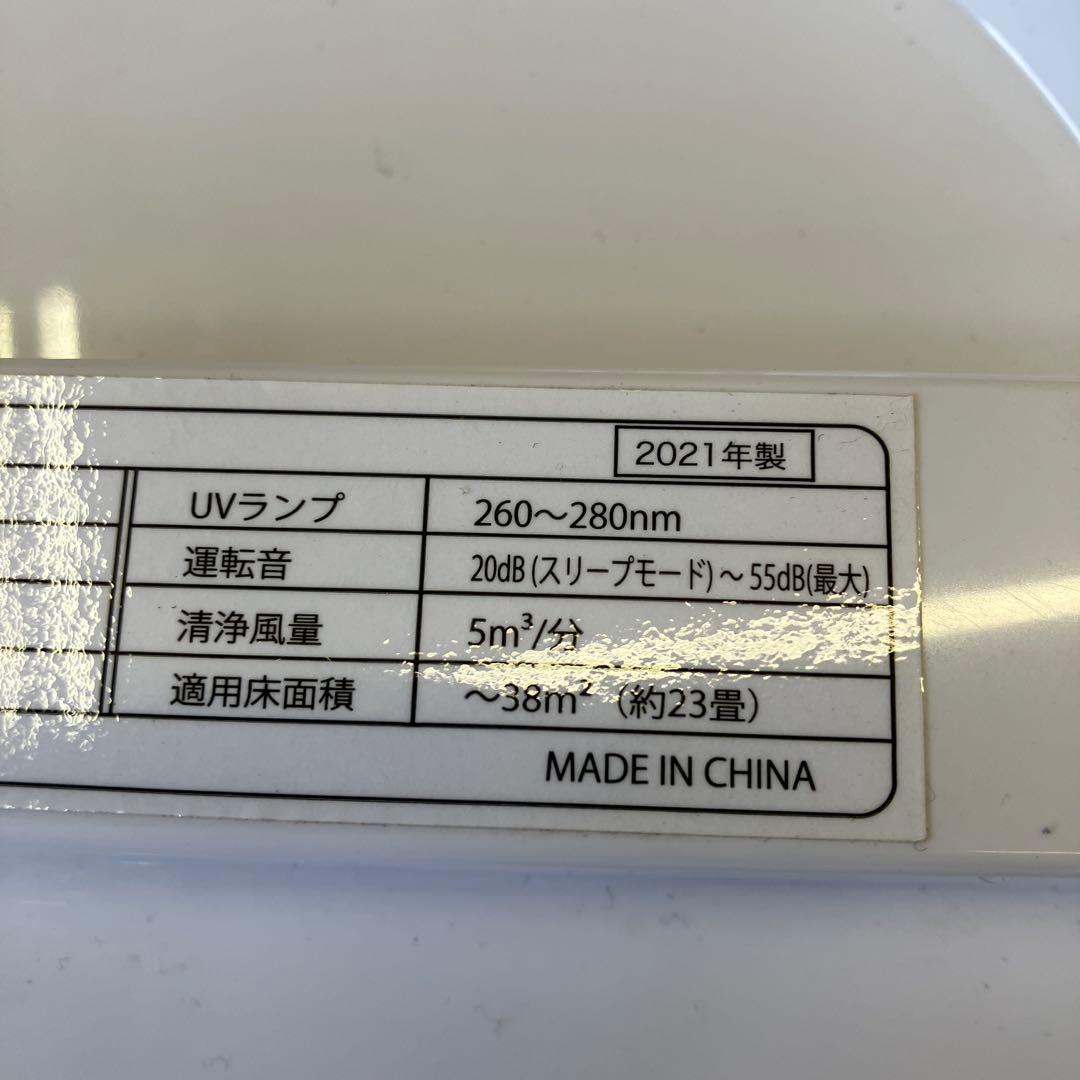 2021年製
UVランプ 260～280nm
運転音 20dB(スリープモード)～55dB(最大)
清浄風量 5m³/分
適用床面積 ～38m²（約23畳）
MADE IN CHINA